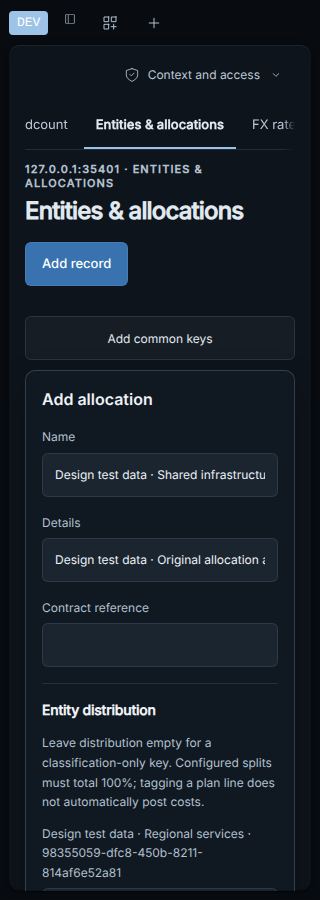 DEV
Context and access
dcount
Entities & allocations
FX rate
127.0.0.1:35401 · ENTITIES &
ALLOCATIONS
Entities & allocations
Add record
Add common keys
Add allocation
Name
Design test data · Shared infrastructu
Details
Design test data · Original allocation a
Contract reference
Entity distribution
Leave distribution empty for a
classification-only key. Configured splits
must total 100%; tagging a plan line does
not automatically post costs.
Design test data · Regional services ·
98355059-dfc8-450b-8211-
814af6e52a81